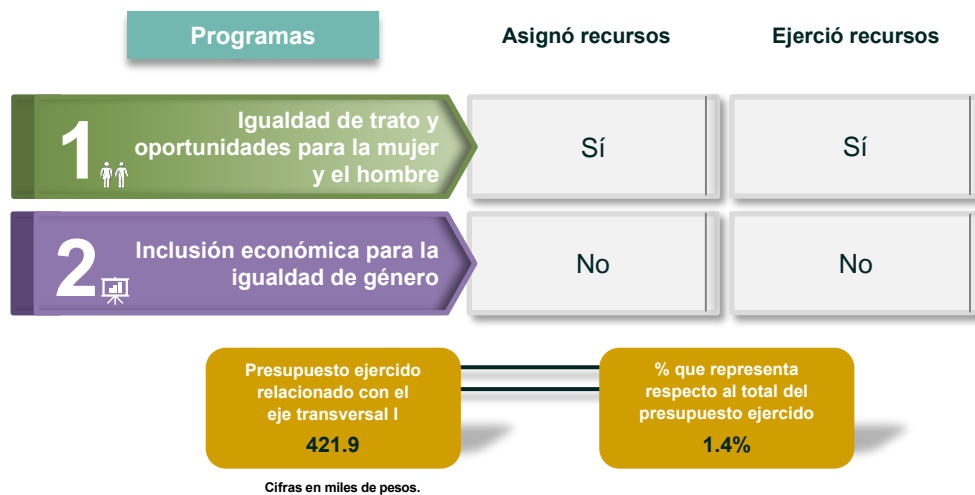 Programas
Asignó recursos
Ejerció recursos
1
Igualdad de trato y
oportunidades para la mujer
y el hombre
Sí
Sí
2
Inclusión económica para la
igualdad de género
No
No
Presupuesto ejercido
relacionado con el
eje transversal I
421.9
% que representa
respecto al total del
presupuesto ejercido
1.4%
Cifras en miles de pesos.